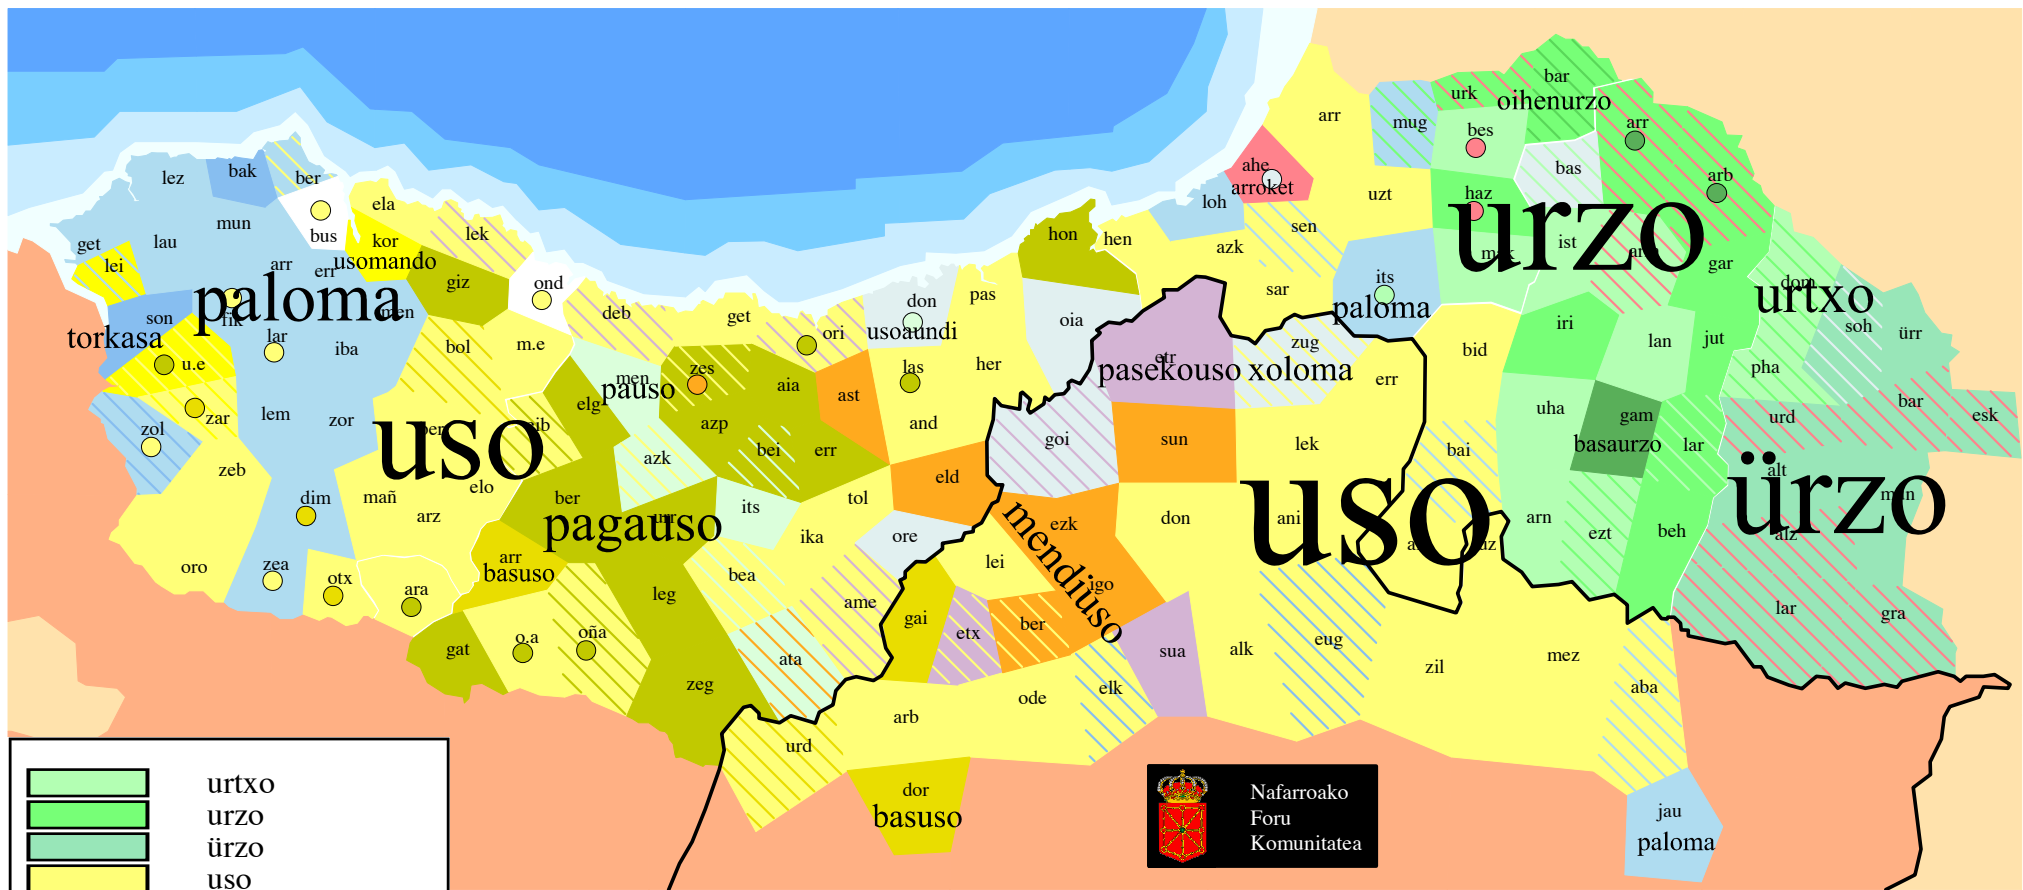 bar
urk
oihenurzo
arr
mug
bes
arr
lez
bak
ber
ahe
arroket
bas
arb
ela
loh
uzt
haz
mun
bus
kor
lek
hon
hen
azk
sen
urzo
get
lau
lei
arr
err
usomando
giz
ond
don
pas
sar
its
paloma
ist
gar
dom
urtxo
paloma
son
fik
men
deb
get
ori
usoaundi
oia
iri
soh
ürr
torkasa
lar
iba
bol
m.e
her
etr
zug
bid
lan
jut
u.e
men
pauso
zes
aia
las
pasekouso
xoloma
err
pha
zar
lem
zor
elg
azp
ast
and
goi
sun
lek
uha
gam
basaurzo
urd
bar
esk
zol
uso
azk
bei
err
eld
bai
lar
alt
ürzo
zeb
elo
dim
mañ
arz
ber
pagauso
its
tol
ika
ore
mendiuso
ezk
don
ani
uso
arn
ezt
beh
alz
oro
zea
otx
ara
arr
basuso
leg
bea
ame
lei
igo
gai
etx
ber
lar
gra
gat
o.a
oña
ata
zeg
sua
alk
eug
zil
mez
aba
urd
arb
ode
elk
dor
basuso
jau
paloma
Nafarroako
Foru
Komunitatea
urtxo
urzo
ürzo
uso